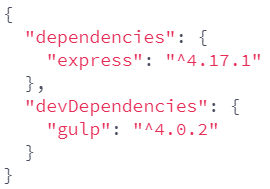 {
  "dependencies": {
    "express": "^4.17.1"
  },
  "devDependencies": {
    "gulp": "^4.0.2"
  }
}